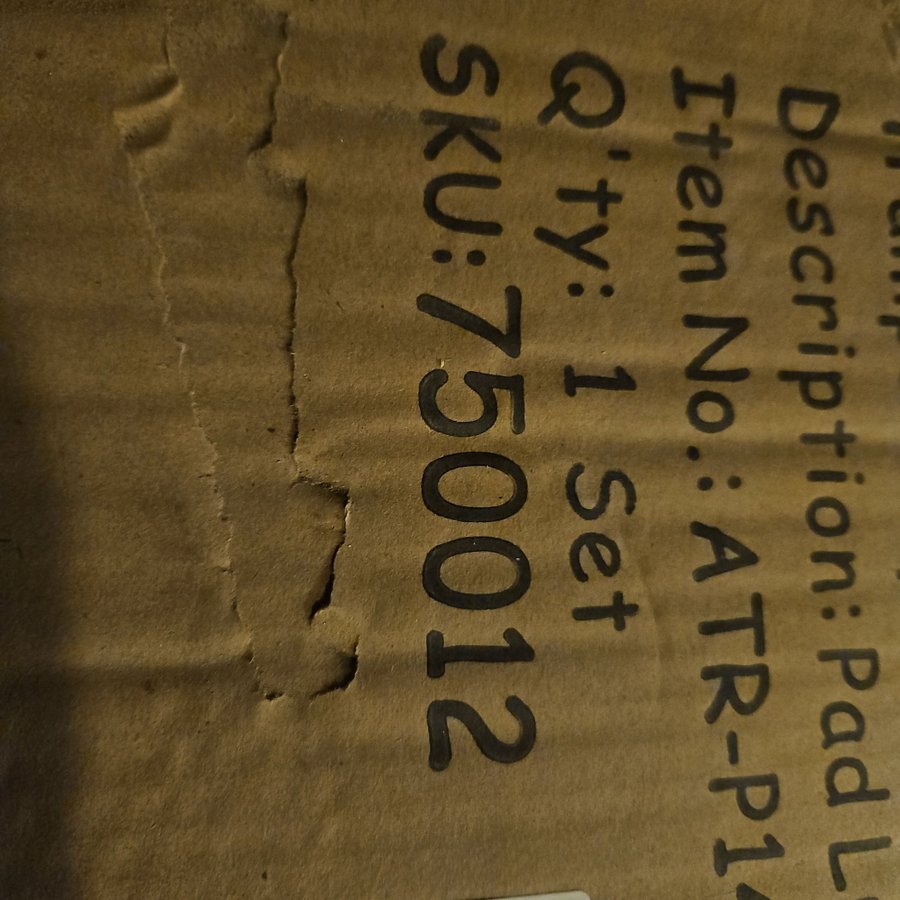 Description: Pad L
Item No.: ATR-P1
Q'ty: 1 Set
SKU:750012